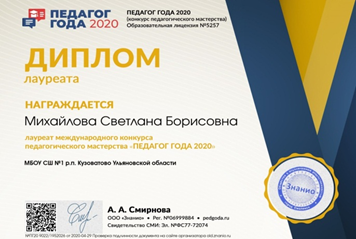 ПЕДАГОГ
ГОДА 2020
ПЕДАГОГ ГОДА 2020
(конкурс педагогического мастерства)
Образовательная лицензия №5257
ДИПЛОМ
лауреата
НАГРАЖДАЕТСЯ
Михайлова Светлана Борисовна
лауреат международного конкурса
педагогического мастерства «ПЕДАГОГ ГОДА 2020»
МБОУ СШ №1 р.п. Кузоватово Ульяновской области
Знанио
А. А. Смирнова
ООО «Знанио» • Рег. №06999884 • pedgoda.ru
Свидетельство СМИ: Эл. №ФС77-72074